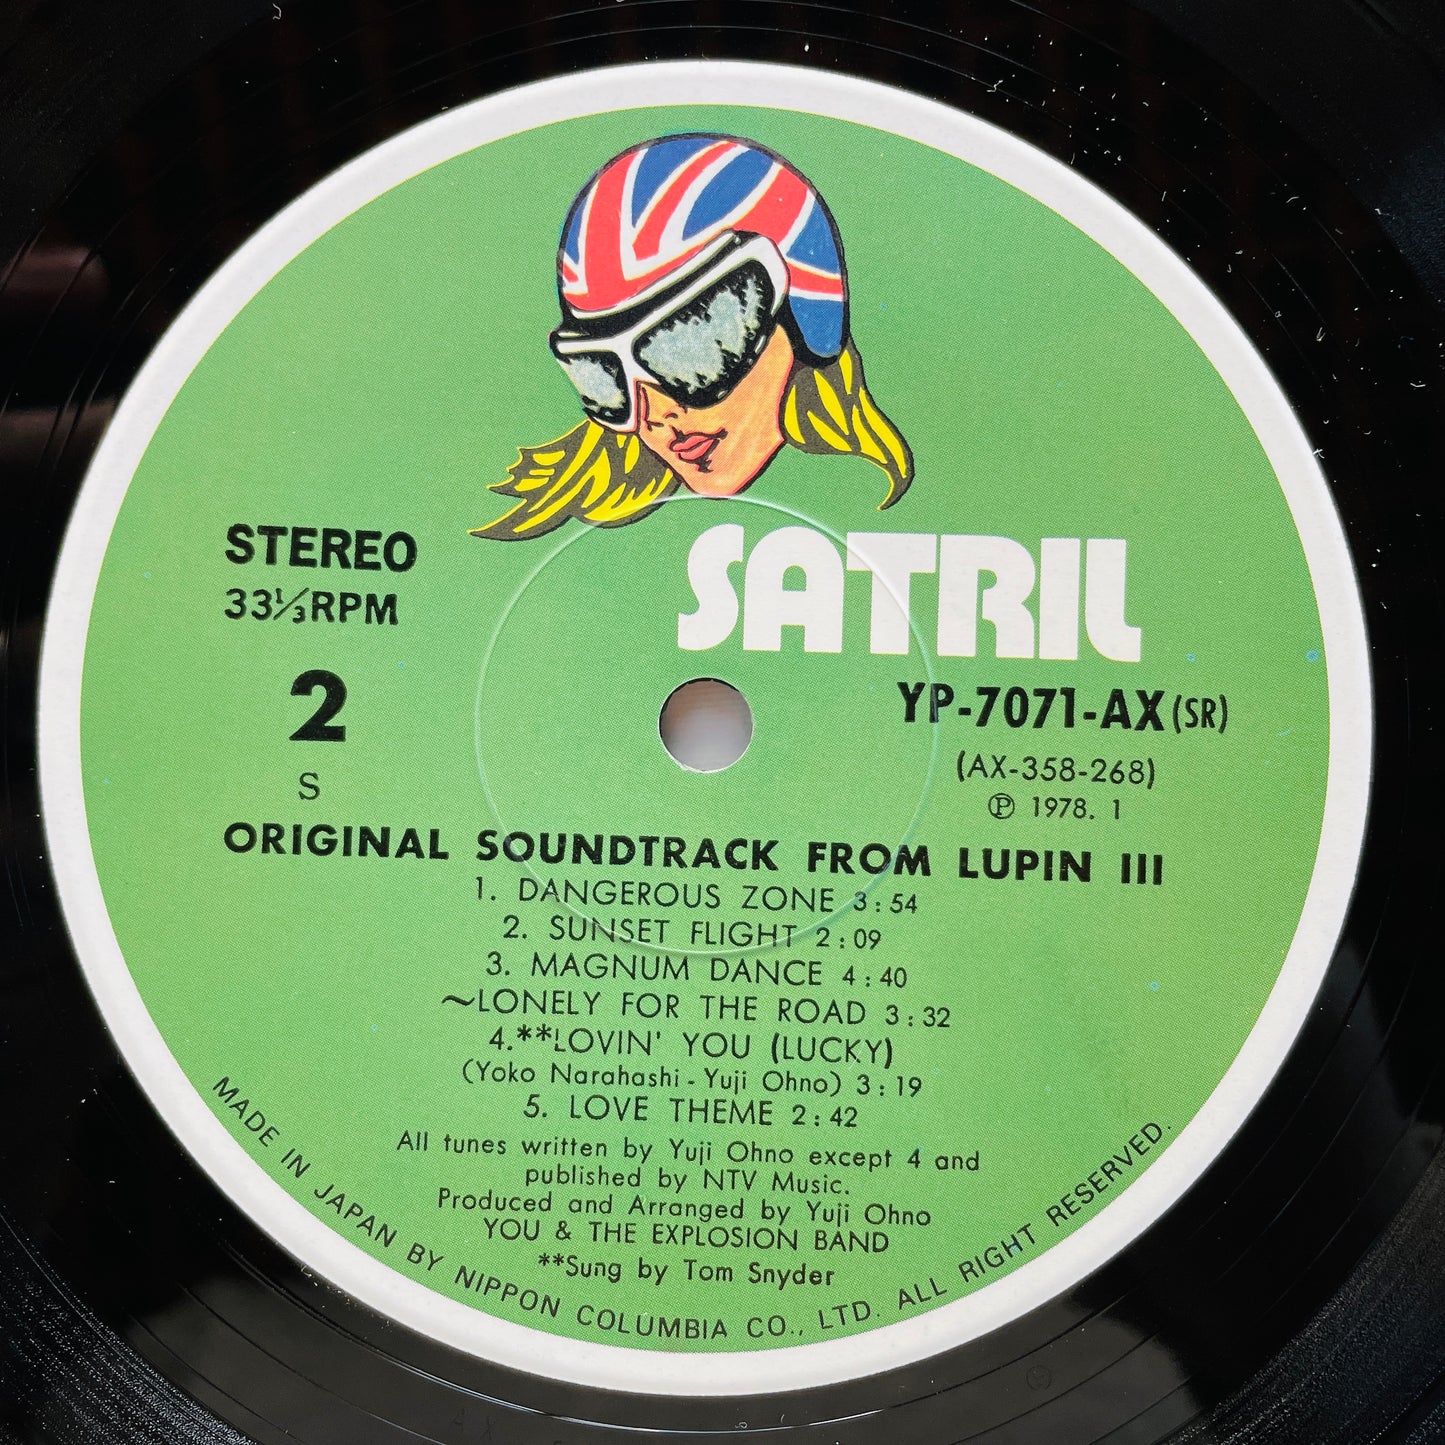 SATRIL
STEREO
33⅓RPM
2
S
YP-7071-AX(SR)
(AX-358-268)
Ⓟ 1978. 1
ORIGINAL SOUNDTRACK FROM LUPIN III
1. DANGEROUS ZONE 3:54
2. SUNSET FLIGHT 2:09
3. MAGNUM DANCE 4:40
~LONELY FOR THE ROAD 3:32
4.**LOVIN' YOU (LUCKY)
(Yoko Narahashi-Yuji Ohno) 3:19
5. LOVE THEME 2:42
All tunes written by Yuji Ohno except 4 and
published by NTV Music.
Produced and Arranged by Yuji Ohno
YOU & THE EXPLOSION BAND
**Sung by Tom Snyder
MADE IN JAPAN BY NIPPON COLUMBIA CO., LTD. ALL RIGHT RESERVED.